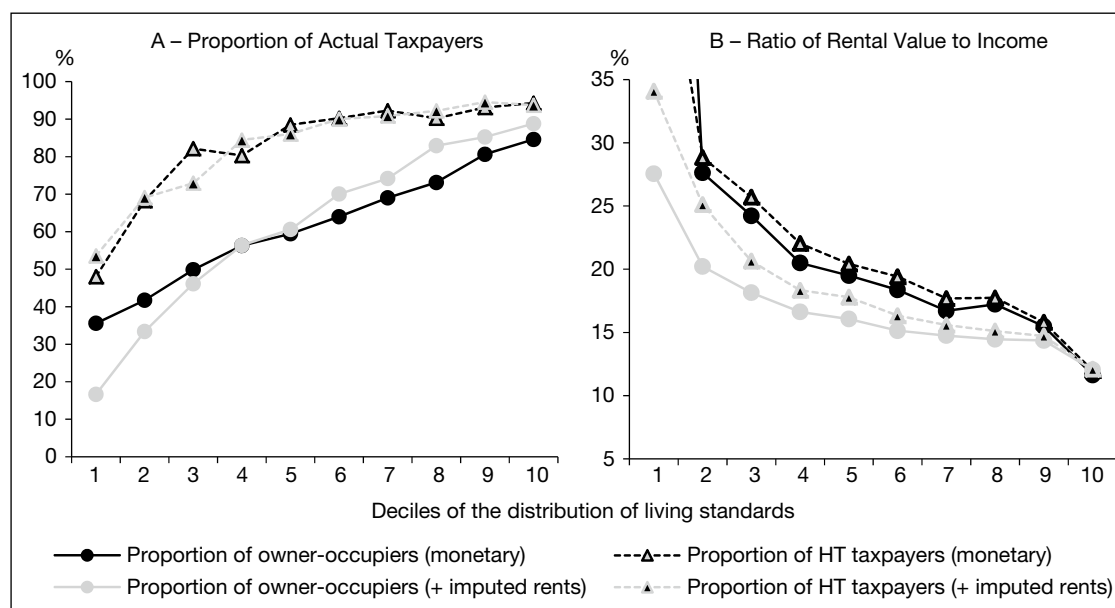 A – Proportion of Actual Taxpayers
%
100
90
80
70
60
50
40
30
20
10
0
1 2 3 4 5 6 7 8 9 10
B – Ratio of Rental Value to Income
%
35
30
25
20
15
10
5
1 2 3 4 5 6 7 8 9 10
Deciles of the distribution of living standards
Proportion of owner-occupiers (monetary)
Proportion of HT taxpayers (monetary)
Proportion of owner-occupiers (+ imputed rents)
Proportion of HT taxpayers (+ imputed rents)